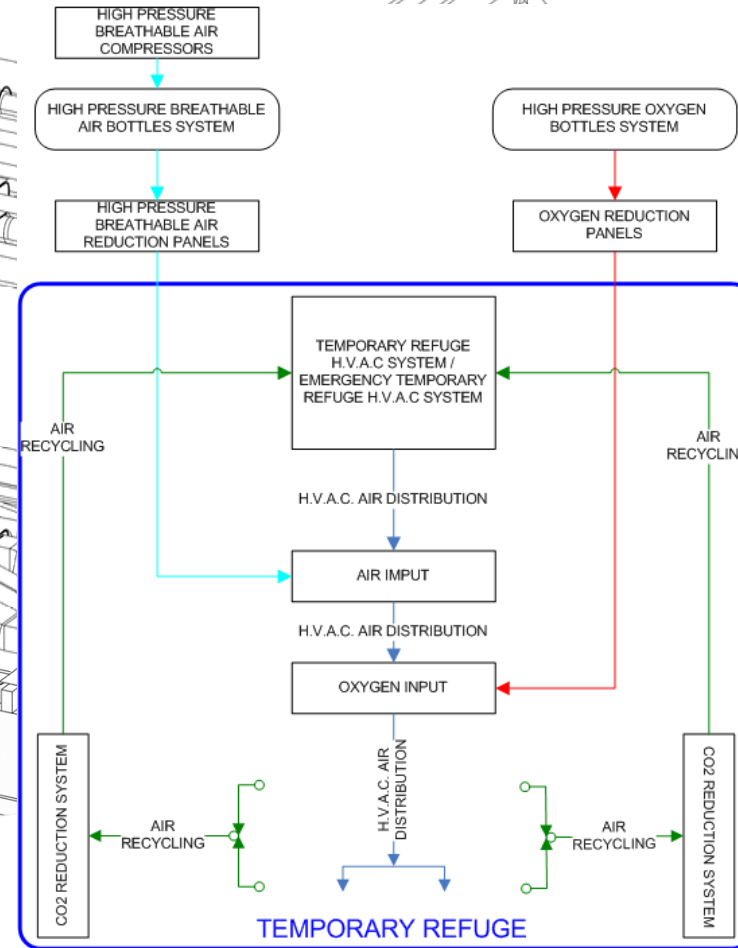 HIGH PRESSURE
BREATHABLE AIR
COMPRESSORS
HIGH PRESSURE BREATHABLE
AIR BOTTLES SYSTEM
HIGH PRESSURE OXYGEN
BOTTLES SYSTEM
HIGH PRESSURE
BREATHABLE AIR
REDUCTION PANELS
OXYGEN REDUCTION
PANELS
TEMPORARY REFUGE
H.V.A.C SYSTEM /
EMERGENCY TEMPORARY
REFUGE H.V.A.C SYSTEM
AIR
RECYCLING
AIR
RECYCLIN
H.V.A.C. AIR DISTRIBUTION
AIR IMPUT
H.V.A.C. AIR DISTRIBUTION
OXYGEN INPUT
H.V.A.C. AIR
DISTRIBUTION
CO2 REDUCTION SYSTEM
AIR
RECYCLING
AIR
RECYCLING
CO2 REDUCTION SYSTEM
TEMPORARY REFUGE